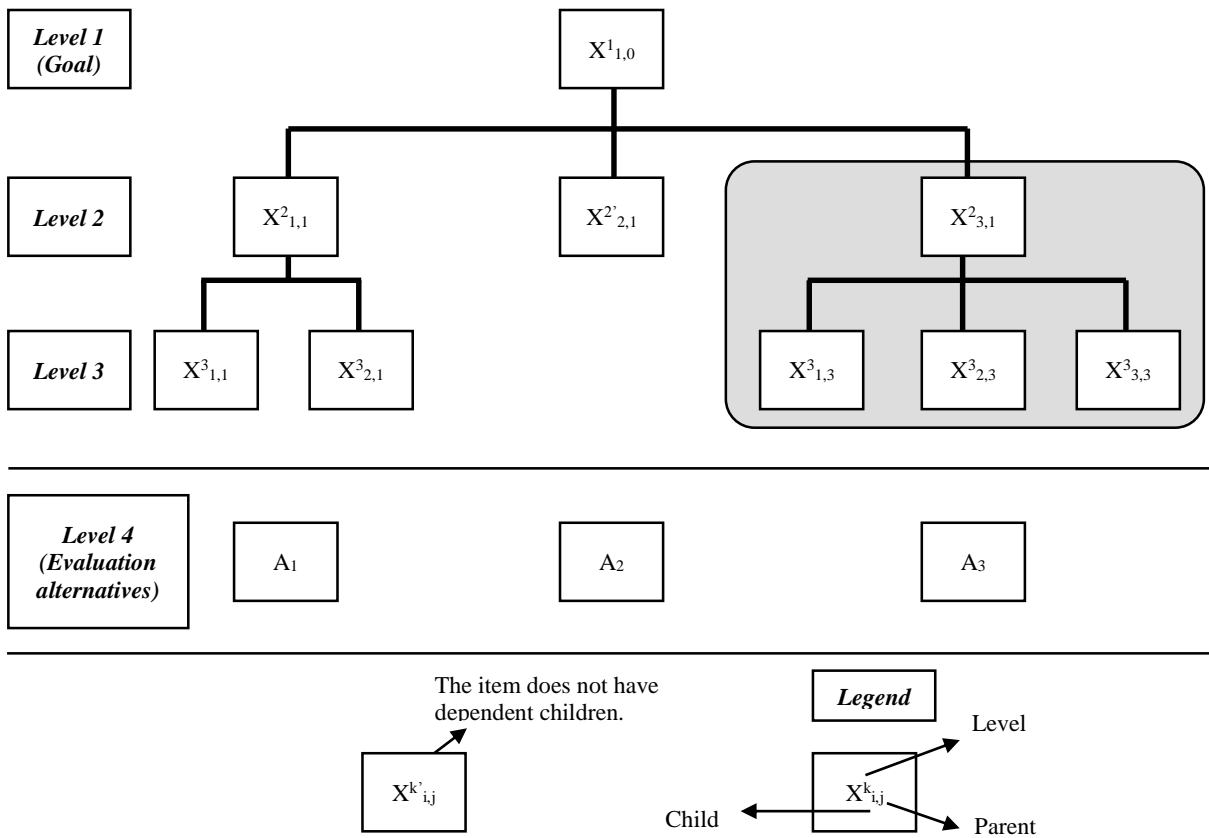 Level 1
(Goal)
X¹₁,₀
Level 2
X²₁,₁
X²’₂,₁
X²₃,₁
Level 3
X³₁,₁
X³₂,₁
X³₁,₃
X³₂,₃
X³₃,₃
Level 4
(Evaluation
alternatives)
A₁
A₂
A₃
The item does not have
dependent children.
Legend
Level
Xᵏ’ᵢ,ⱼ
Xᵏᵢ,ⱼ
Child
Parent